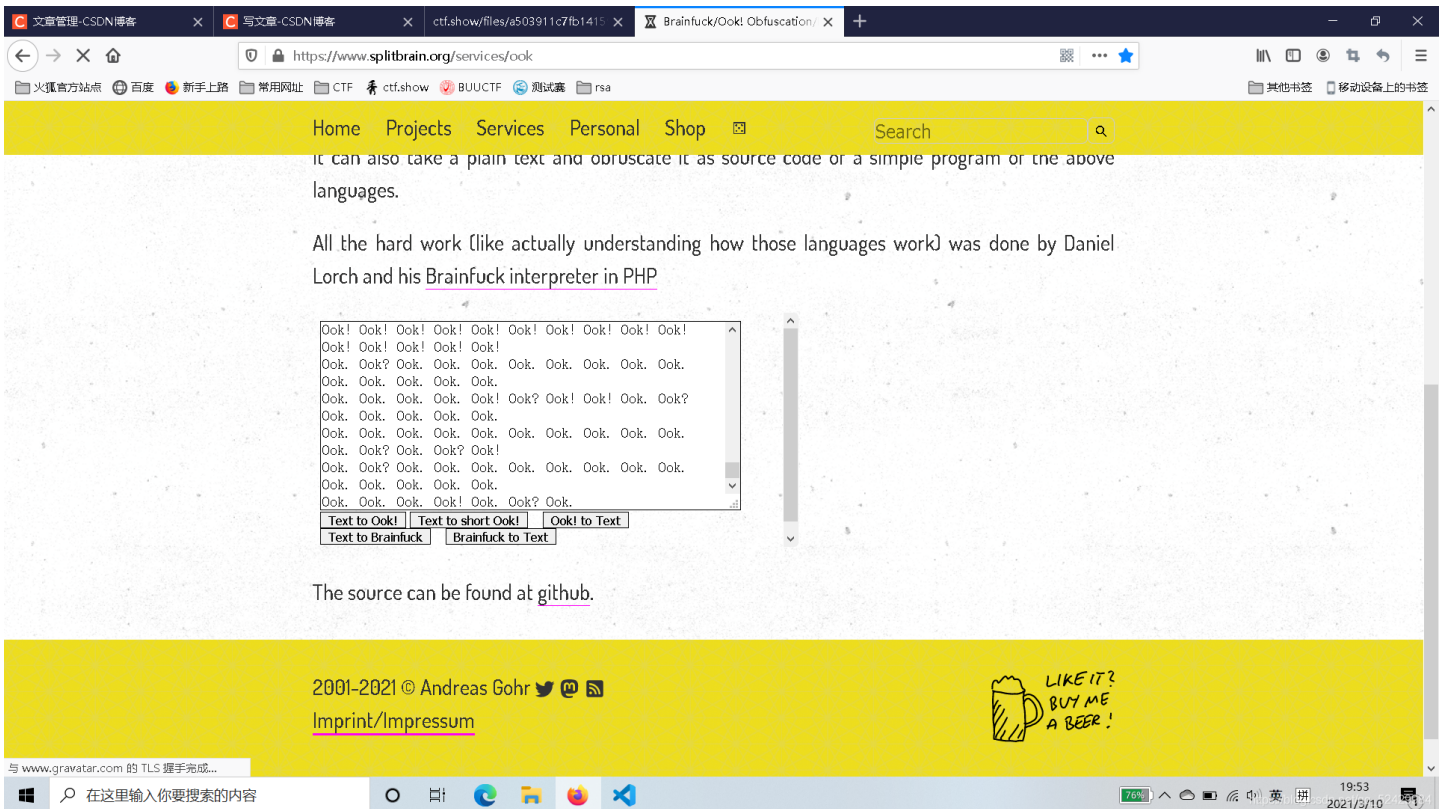 文章管理-CSDN博客
写文章-CSDN博客
ctf.show/files/a503911c7fb1415
Brainfuck/Ook! Obfuscation/
https://www.splitbrain.org/services/ook
火狐官方站点 百度 新手上路 常用网址 CTF ctf.show BUUCTF 测试赛 rsa 其他书签 移动设备上的书签
Home Projects Services Personal Shop Search
It can also take a plain text and obfuscate it as source code of a simple program of the above
languages.
All the hard work (like actually understanding how those languages work) was done by Daniel
Lorch and his Brainfuck interpreter in PHP
Ook! Ook! Ook! Ook! Ook! Ook! Ook! Ook! Ook! Ook!
Ook! Ook! Ook! Ook! Ook!
Ook. Ook? Ook. Ook. Ook. Ook. Ook. Ook. Ook. Ook.
Ook. Ook. Ook. Ook. Ook.
Ook. Ook. Ook. Ook. Ook! Ook? Ook! Ook! Ook. Ook?
Ook. Ook. Ook. Ook. Ook.
Ook. Ook. Ook. Ook. Ook. Ook. Ook. Ook. Ook. Ook.
Ook. Ook? Ook. Ook? Ook!
Ook. Ook? Ook. Ook. Ook. Ook. Ook. Ook. Ook. Ook.
Ook. Ook. Ook. Ook. Ook.
Ook. Ook. Ook. Ook! Ook. Ook? Ook.
Text to Ook! Text to short Ook! Ook! to Text
Text to Brainfuck Brainfuck to Text
The source can be found at github.
2001-2021 © Andreas Gohr
Imprint/Impressum
LIKE IT?
BUY ME
A BEER!
与 www.gravatar.com 的 TLS 握手完成...
在这里输入你要搜索的内容
76% 英 拼 19:53
2021/3/10